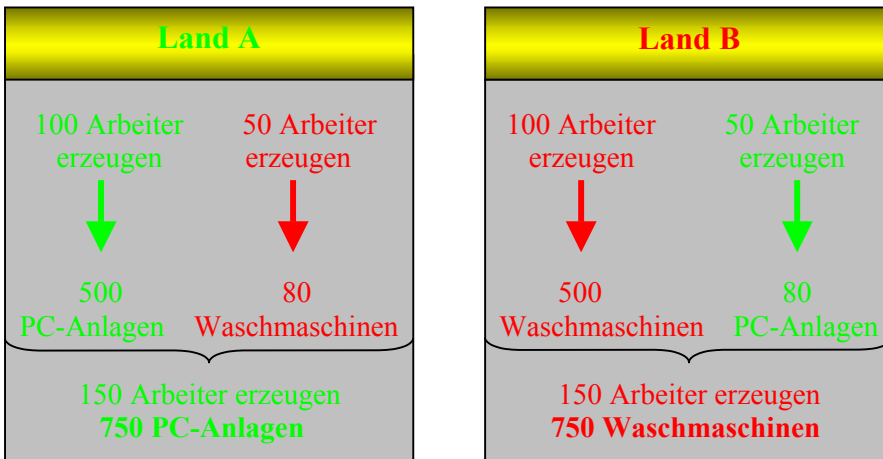 Land A
100 Arbeiter
erzeugen
50 Arbeiter
erzeugen
500
PC-Anlagen
80
Waschmaschinen
150 Arbeiter erzeugen
750 PC-Anlagen
Land B
100 Arbeiter
erzeugen
50 Arbeiter
erzeugen
500
Waschmaschinen
80
PC-Anlagen
150 Arbeiter erzeugen
750 Waschmaschinen